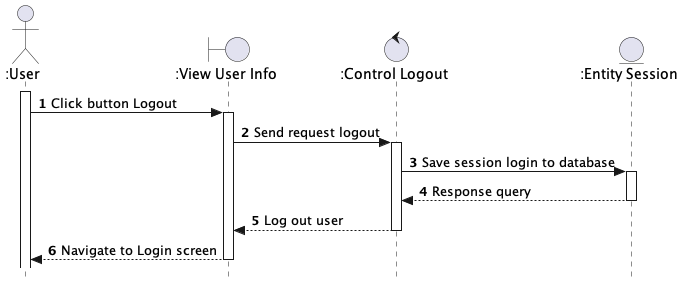 :User
:View User Info
:Control Logout
:Entity Session
1 Click button Logout
2 Send request logout
3 Save session login to database
4 Response query
5 Log out user
6 Navigate to Login screen